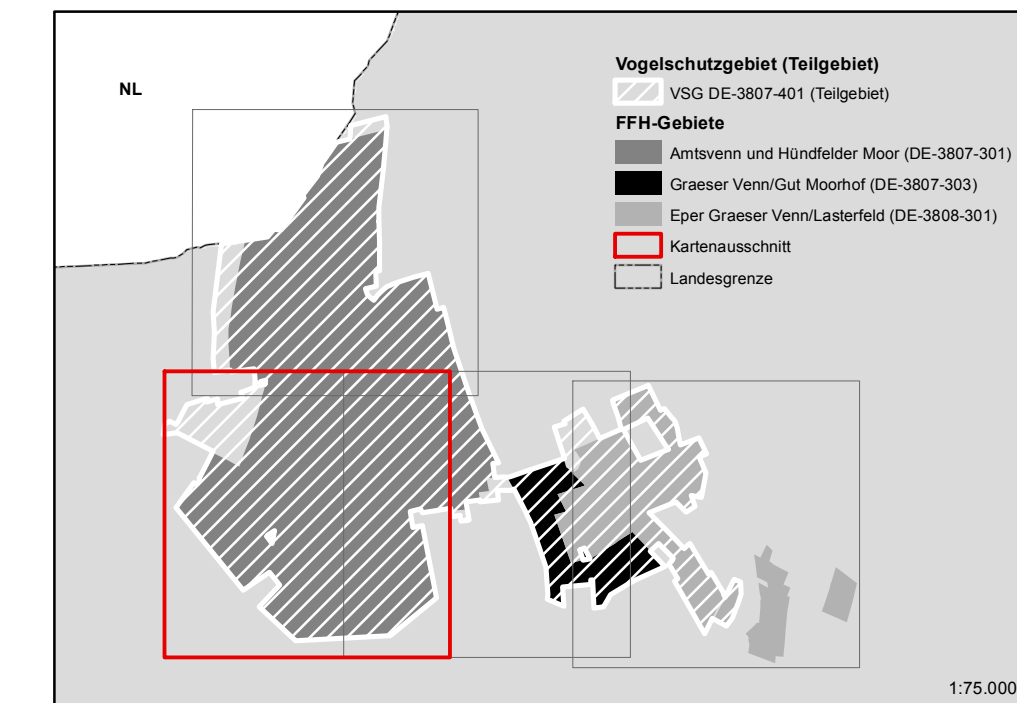 NL
Vogelschutzgebiet (Teilgebiet)
VSG DE-3807-401 (Teilgebiet)
FFH-Gebiete
Amtsvenn und Hündfelder Moor (DE-3807-301)
Graeser Venn/Gut Moorhof (DE-3807-303)
Eper Graeser Venn/Lasterfeld (DE-3808-301)
Kartenausschnitt
Landesgrenze
1:75.000